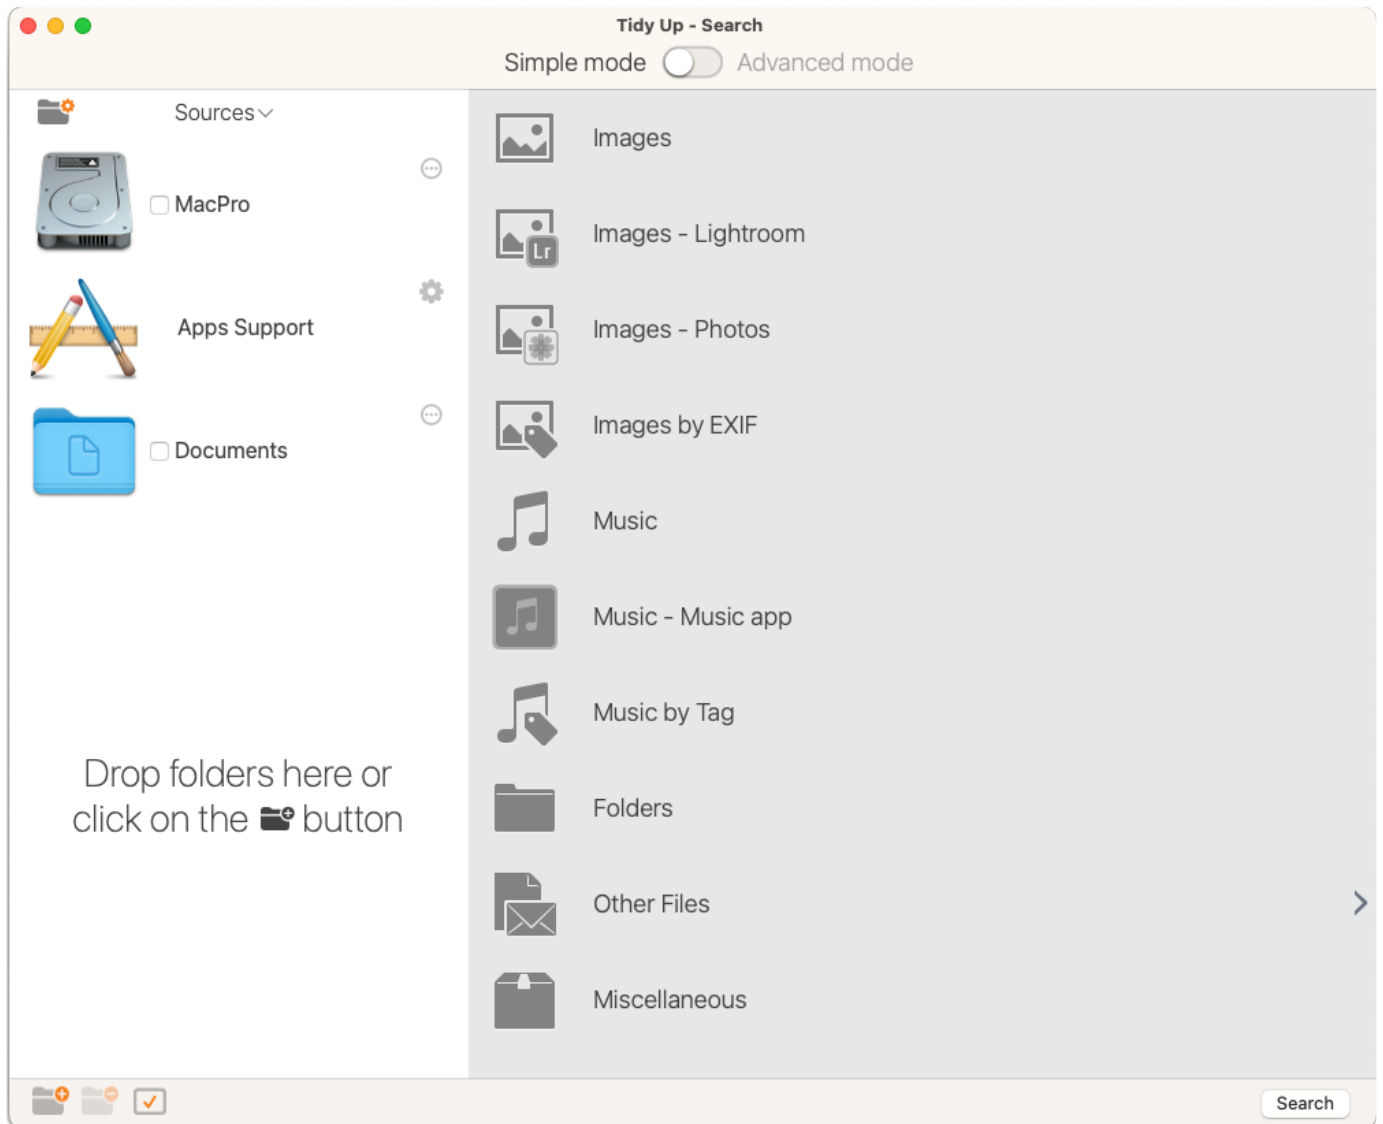 Tidy Up - Search
Simple mode Advanced mode
Sources
MacPro
Apps Support
Documents
Drop folders here or
click on the button
Images
Images - Lightroom
Lr
Images - Photos
Images by EXIF
Music
Music - Music app
Music by Tag
Folders
Other Files
Miscellaneous
Search